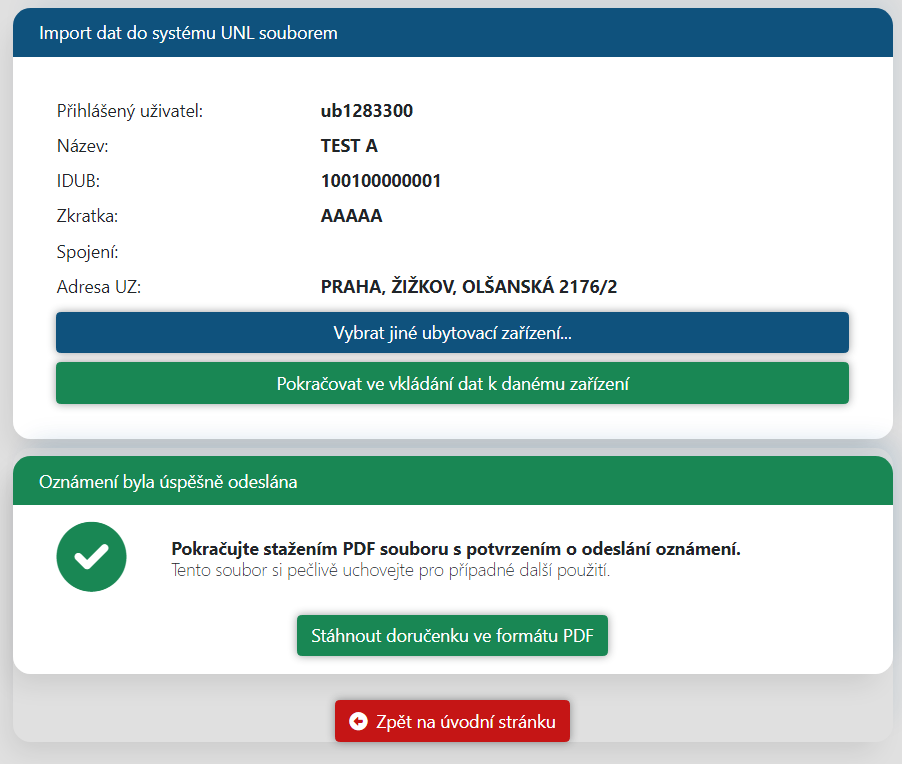 Import dat do systému UNL souborem
Přihlášený uživatel: ub1283300
Název: TEST A
IDUB: 100100000001
Zkratka: AAAAA
Spojení:
Adresa UZ: PRAHA, ŽIŽKOV, OLŠANSKÁ 2176/2
Vybrat jiné ubytovací zařízení...
Pokračovat ve vkládání dat k danému zařízení
Oznámení byla úspěšně odeslána
Pokračujte stažením PDF souboru s potvrzením o odeslání oznámení.
Tento soubor si pečlivě uchovejte pro případné další použití.
Stáhnout doručenku ve formátu PDF
Zpět na úvodní stránku